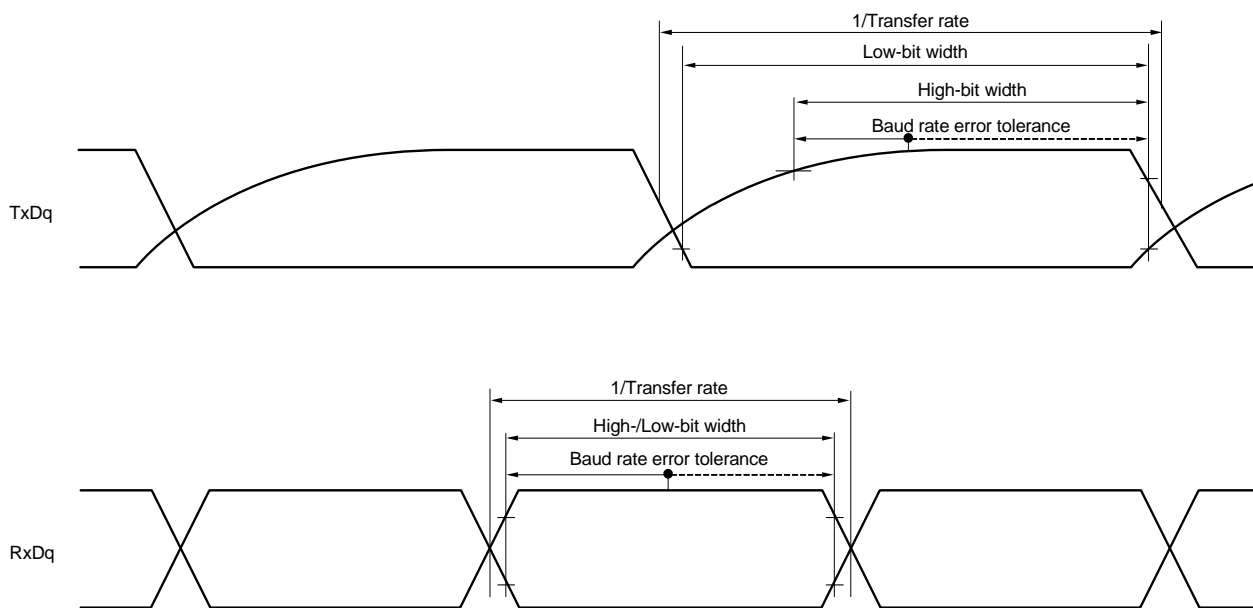 1/Transfer rate
Low-bit width
High-bit width
Baud rate error tolerance
TxDq
1/Transfer rate
High-/Low-bit width
Baud rate error tolerance
RxDq